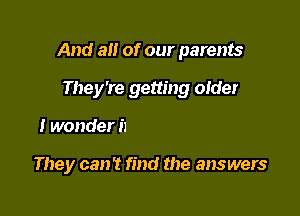 And all of our parents
They're getting older
I wonder
They can't find the answers